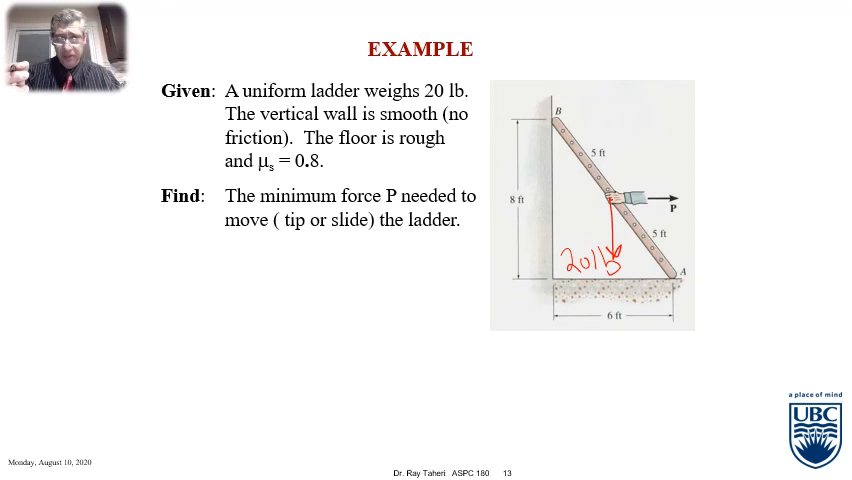 EXAMPLE
Given: A uniform ladder weighs 20 lb.
The vertical wall is smooth (no
friction). The floor is rough
and μs = 0.8.
Find: The minimum force P needed to
move ( tip or slide) the ladder.
B
5 ft
8 ft
P
5 ft
20lb
A
6 ft
a place of mind
UBC
Monday, August 10, 2020
Dr. Ray Taheri ASPC 180 13